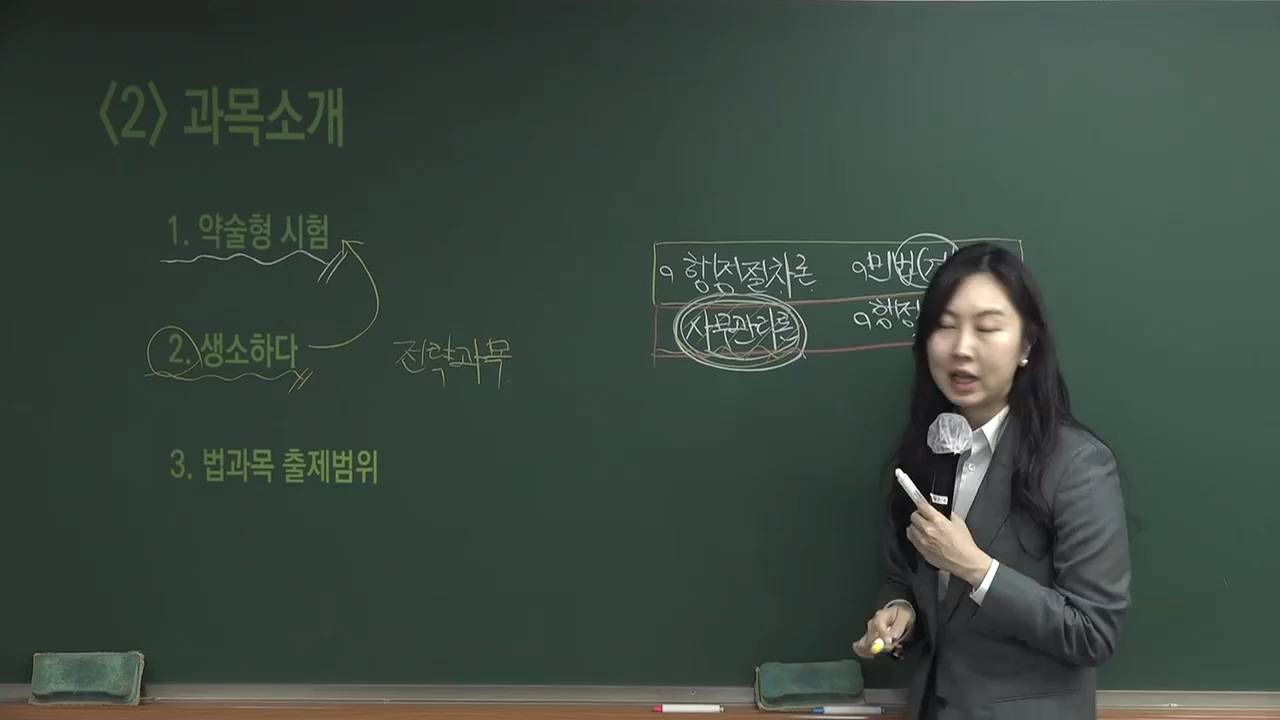 〈2〉 과목소개
1. 약술형 시험
2. 생소하다
전략과목
3. 법과목 출제범위
행정절차론 민법(
사무관리론 행정